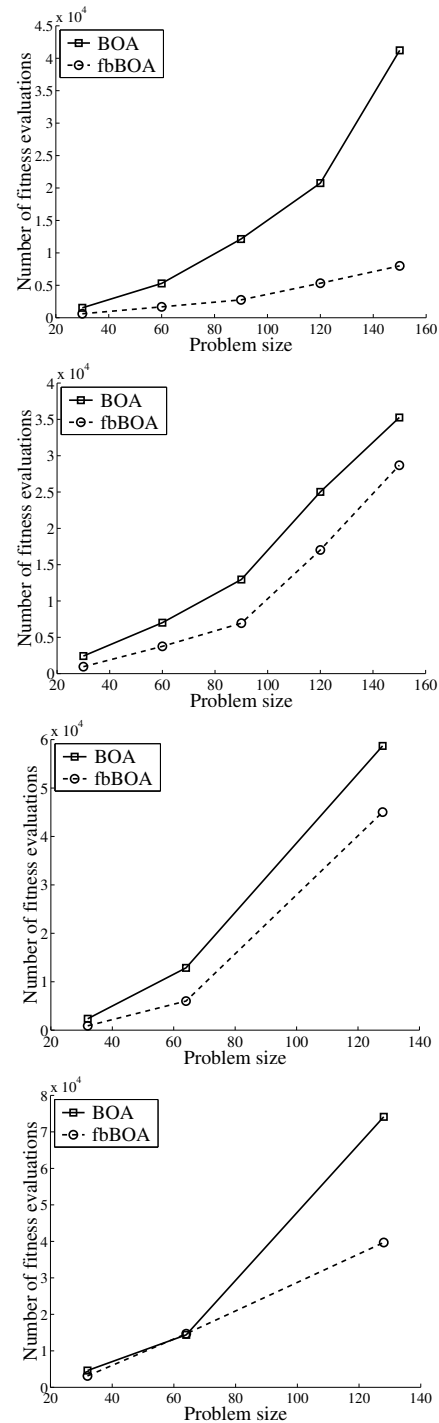 x 10^4
4.5
4
3.5
3
2.5
2
1.5
1
0.5
0
Number of fitness evaluations
BOA
fbBOA
20 40 60 80 100 120 140 160
Problem size
x 10^4
4
3.5
3
2.5
2
1.5
1
0.5
0
Number of fitness evaluations
BOA
fbBOA
20 40 60 80 100 120 140 160
Problem size
x 10^4
6
5
4
3
2
1
0
Number of fitness evaluations
BOA
fbBOA
20 40 60 80 100 120 140
Problem size
x 10^4
8
7
6
5
4
3
2
1
0
Number of fitness evaluations
BOA
fbBOA
20 40 60 80 100 120 140
Problem size